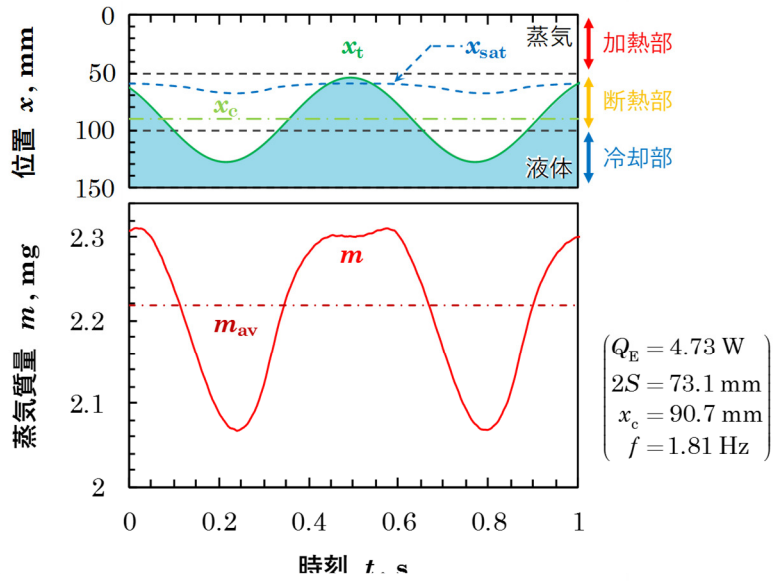 0
50
100
150
位置 x, mm
x_t
x_sat
x_c
蒸気
液体
加熱部
断熱部
冷却部
2.3
2.2
2.1
2
蒸気質量 m, mg
m
m_av
0
0.2
0.4
0.6
0.8
1
時刻 t, s
Q_E = 4.73 W
2S = 73.1 mm
x_c = 90.7 mm
f = 1.81 Hz